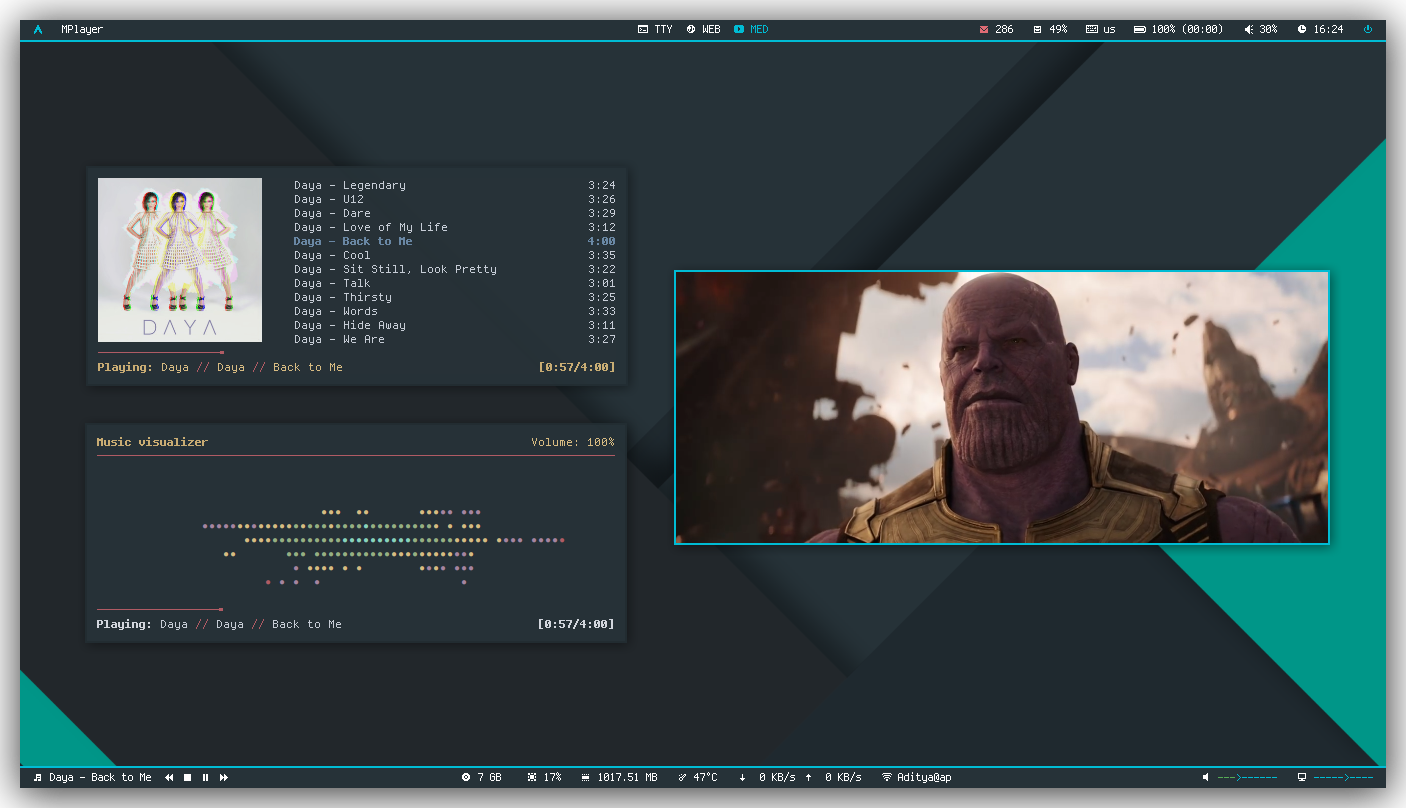 MPlayer TTY WEB MED 286 49% us 100% (00:00) 30% 16:24
DAYA
Daya - Legendary 3:24
Daya - U12 3:26
Daya - Dare 3:29
Daya - Love of My Life 3:12
Daya - Back to Me 4:00
Daya - Cool 3:35
Daya - Sit Still, Look Pretty 3:22
Daya - Talk 3:01
Daya - Thirsty 3:25
Daya - Words 3:33
Daya - Hide Away 3:11
Daya - We Are 3:27
Playing: Daya // Daya // Back to Me [0:57/4:00]
Music visualizer Volume: 100%
Playing: Daya // Daya // Back to Me [0:57/4:00]
Daya - Back to Me 7 GB 17% 1017.51 MB 47°C ↓ 0 KB/s ↑ 0 KB/s Aditya@ap --->------ ----->----